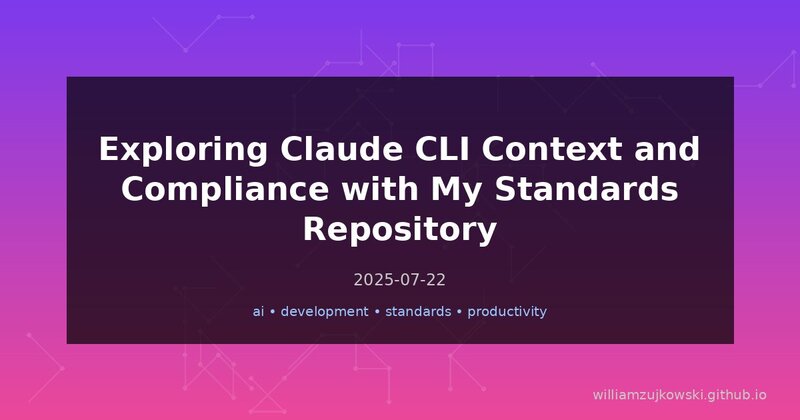 Exploring Claude CLI Context and
Compliance with My Standards
Repository
2025-07-22
ai • development • standards • productivity
williamzujkowski.github.io